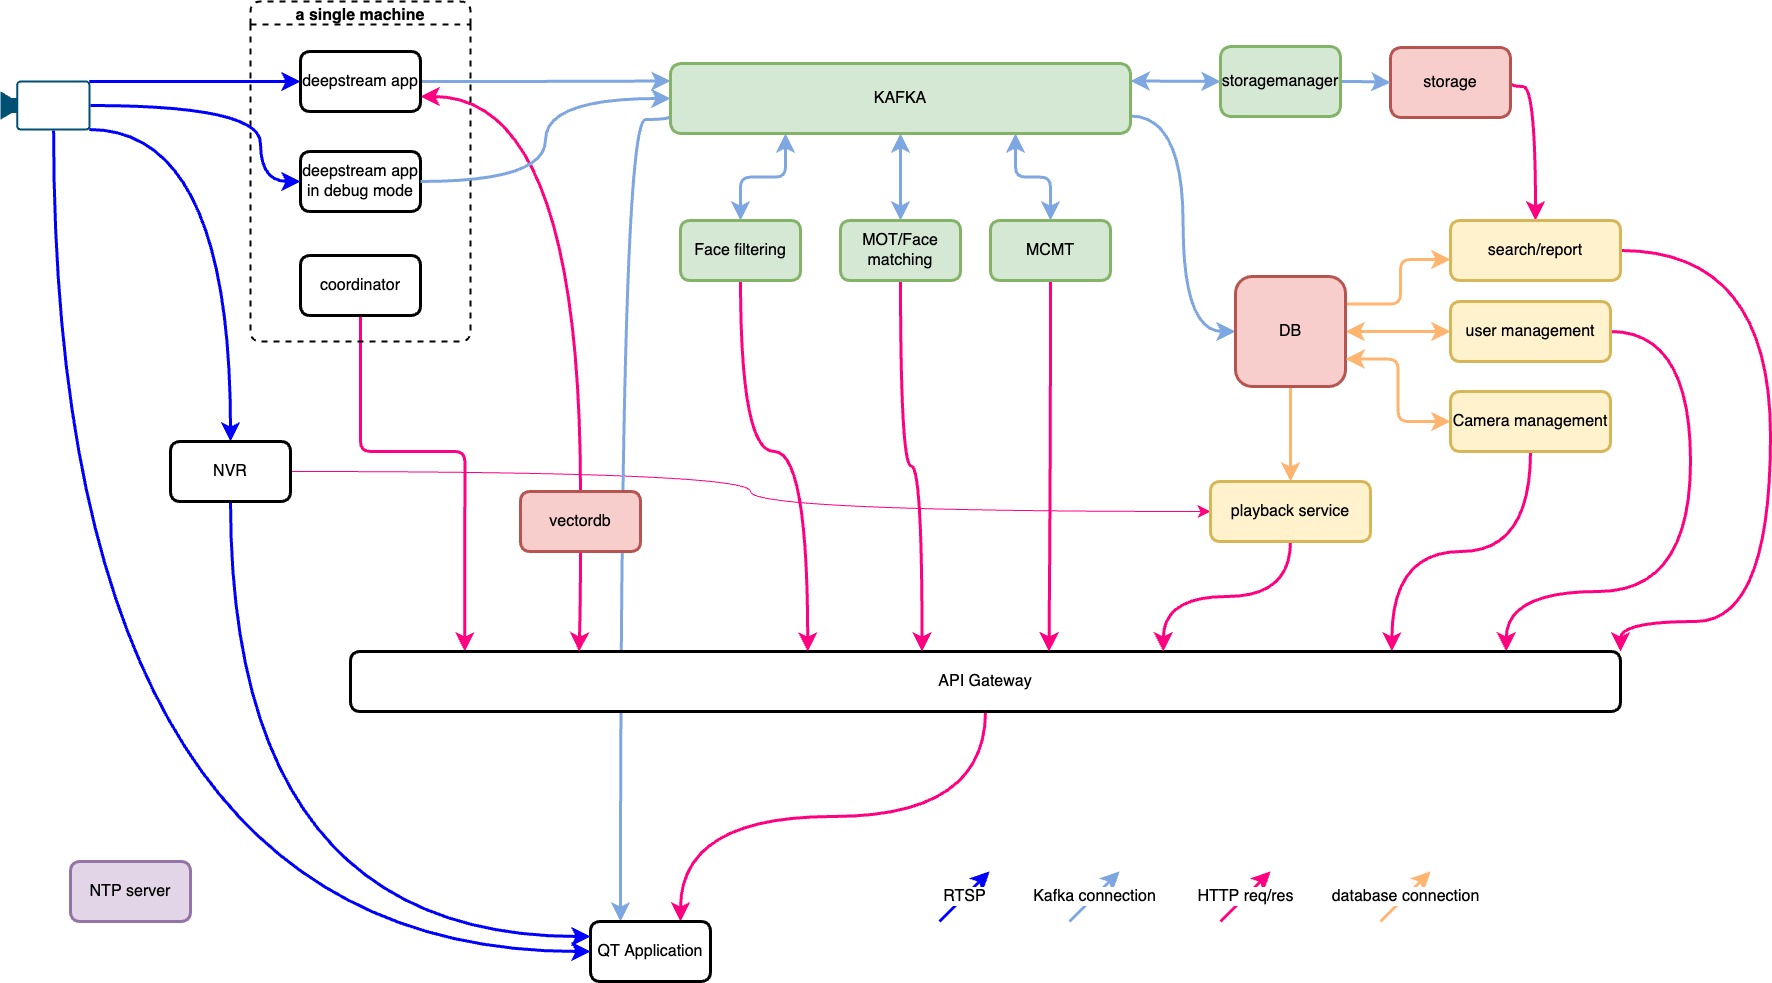 a single machine
deepstream app
KAFKA
storagemanager
storage
deepstream app
in debug mode
Face filtering
MOT/Face
matching
MCMT
search/report
coordinator
DB
user management
Camera management
NVR
vectordb
playback service
API Gateway
NTP server
RTSP
Kafka connection
HTTP req/res
database connection
QT Application